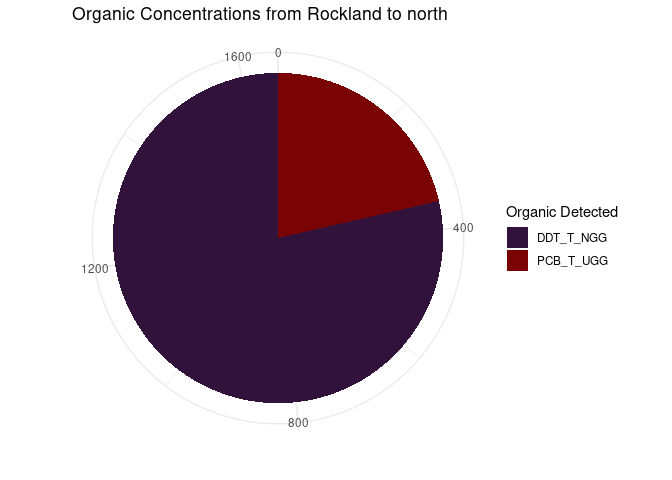 Organic Concentrations from Rockland to north
0
1600
400
1200
800
Organic Detected
DDT_T_NGG
PCB_T_UGG